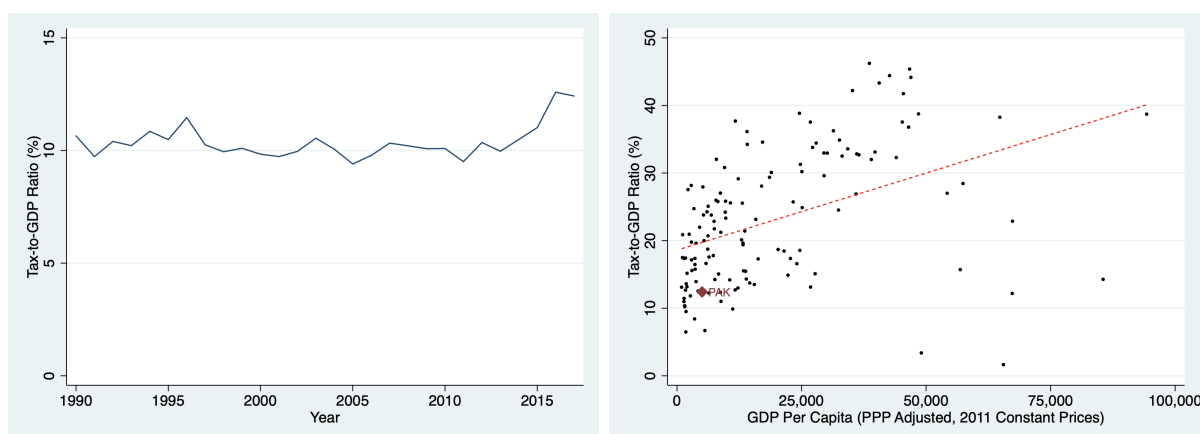 15
10
5
0
Tax-to-GDP Ratio (%)
1990 1995 2000 2005 2010 2015
Year
50
40
30
20
10
0
Tax-to-GDP Ratio (%)
PAK
0 25,000 50,000 75,000 100,000
GDP Per Capita (PPP Adjusted, 2011 Constant Prices)